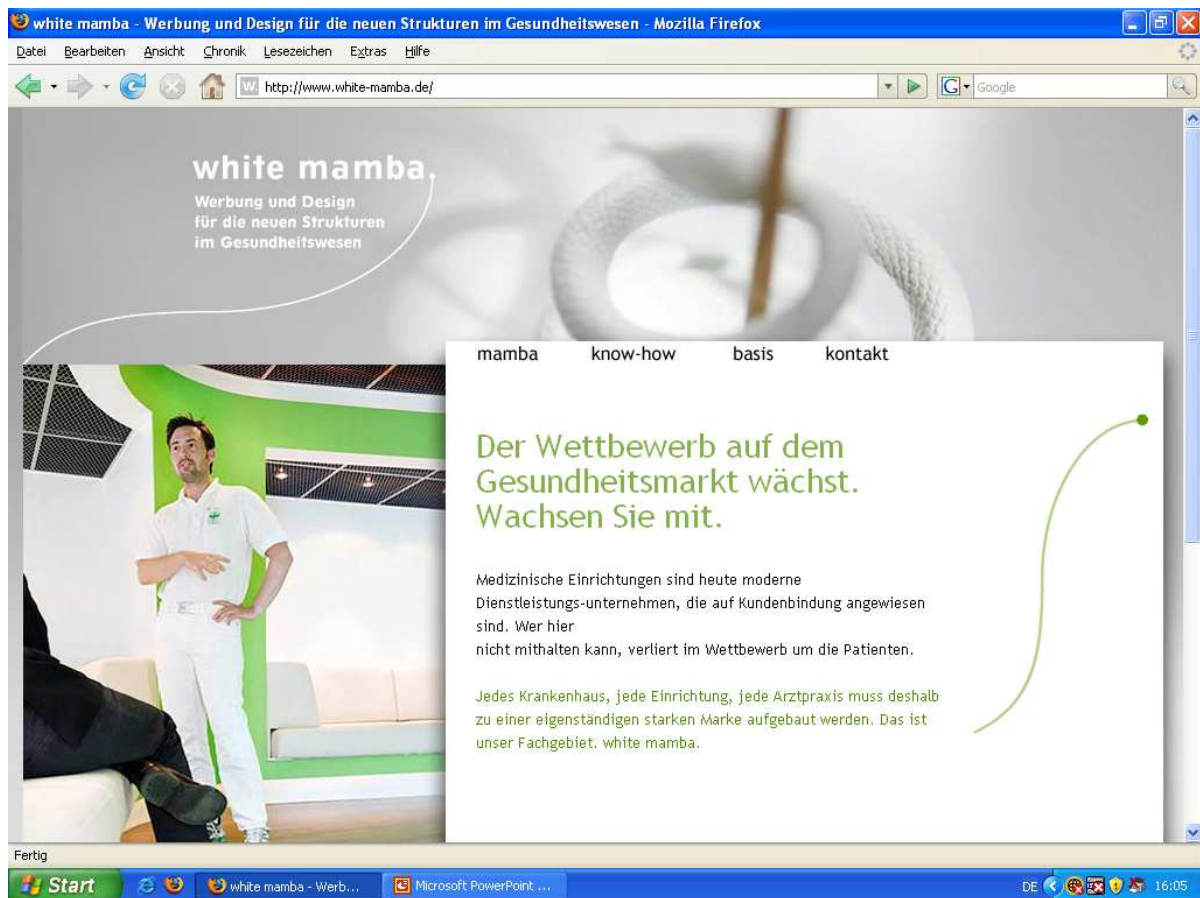 white mamba - Werbung und Design für die neuen Strukturen im Gesundheitswesen - Mozilla Firefox
Datei Bearbeiten Ansicht Chronik Lesezeichen Extras Hilfe
W. http://www.white-mamba.de/ G Google
white mamba.
Werbung und Design
für die neuen Strukturen
im Gesundheitswesen
mamba know-how basis kontakt
Der Wettbewerb auf dem
Gesundheitsmarkt wächst.
Wachsen Sie mit.
Medizinische Einrichtungen sind heute moderne
Dienstleistungs-unternehmen, die auf Kundenbindung angewiesen
sind. Wer hier
nicht mithalten kann, verliert im Wettbewerb um die Patienten.
Jedes Krankenhaus, jede Einrichtung, jede Arztpraxis muss deshalb
zu einer eigenständigen starken Marke aufgebaut werden. Das ist
unser Fachgebiet. white mamba.
Fertig
Start white mamba - Werb... Microsoft PowerPoint ... DE 16:05